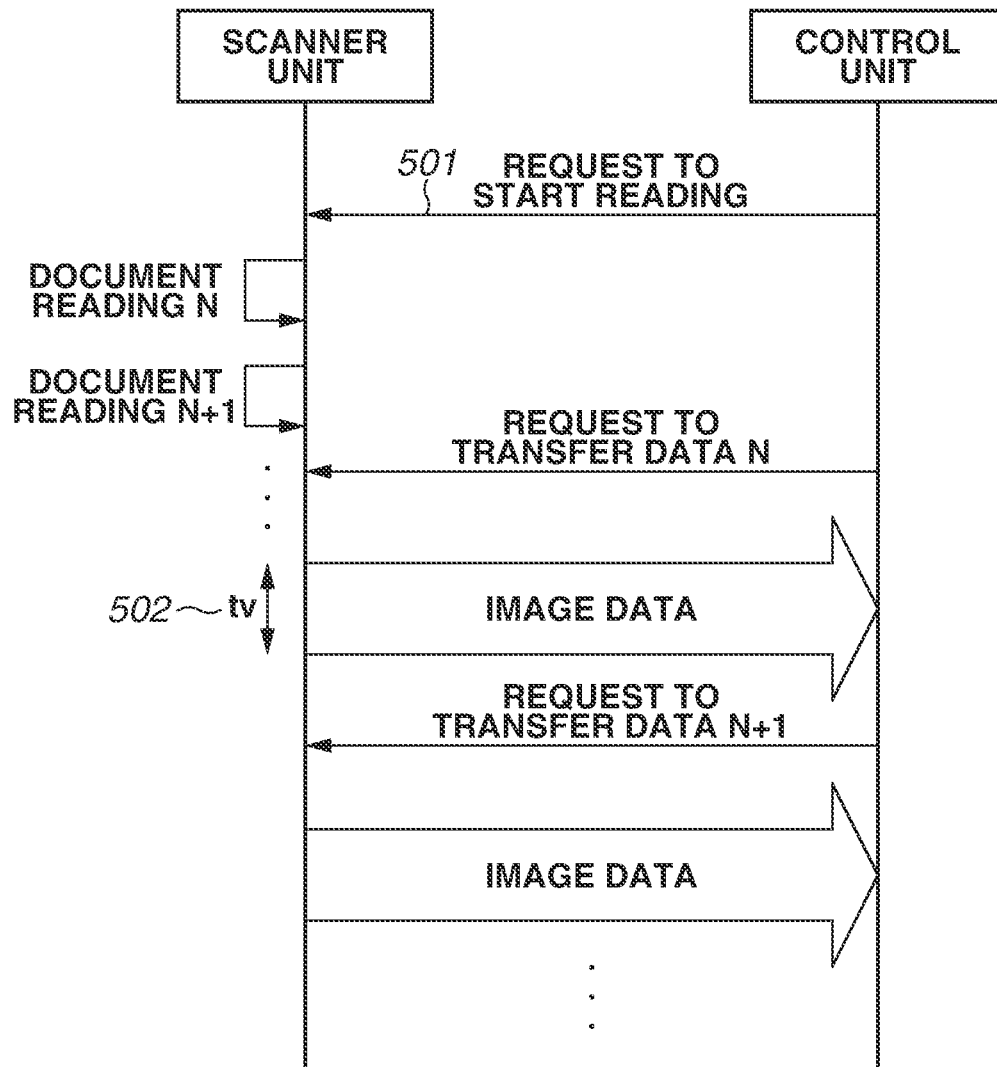 SCANNER
UNIT
CONTROL
UNIT
501
REQUEST TO
START READING
DOCUMENT
READING N
DOCUMENT
READING N+1
REQUEST TO
TRANSFER DATA N
502
tv
IMAGE DATA
REQUEST TO
TRANSFER DATA N+1
IMAGE DATA